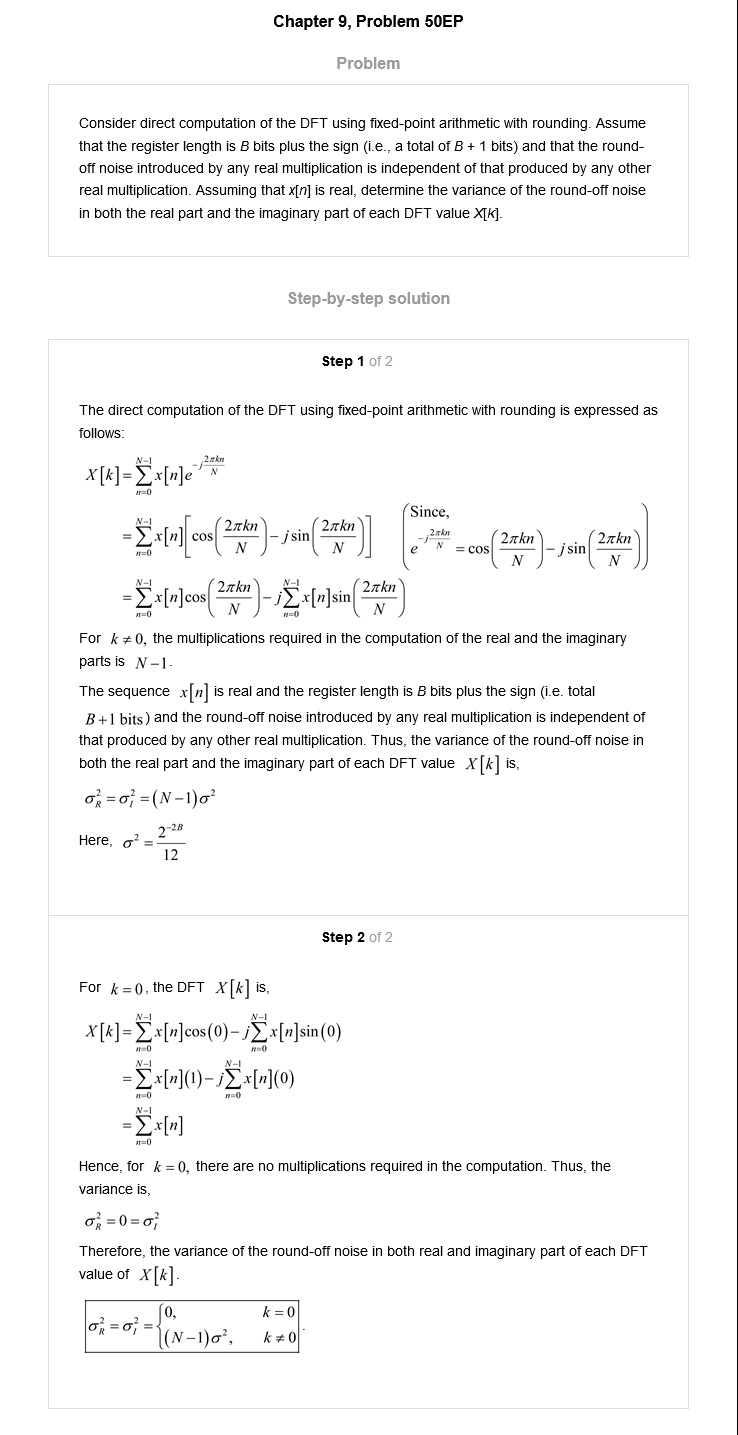 Chapter 9, Problem 50EP
Problem
Consider direct computation of the DFT using fixed-point arithmetic with rounding. Assume
that the register length is B bits plus the sign (i.e., a total of B + 1 bits) and that the round-
off noise introduced by any real multiplication is independent of that produced by any other
real multiplication. Assuming that x[n] is real, determine the variance of the round-off noise
in both the real part and the imaginary part of each DFT value X[k].
Step-by-step solution
Step 1 of 2
The direct computation of the DFT using fixed-point arithmetic with rounding is expressed as
follows:
X[k] = \sum_{n=0}^{N-1} x[n] e^{-j\frac{2\pi kn}{N}}
= \sum_{n=0}^{N-1} x[n] \left[ \cos\left(\frac{2\pi kn}{N}\right) - j\sin\left(\frac{2\pi kn}{N}\right) \right] \left( Since, e^{-j\frac{2\pi kn}{N}} = \cos\left(\frac{2\pi kn}{N}\right) - j\sin\left(\frac{2\pi kn}{N}\right) \right)
= \sum_{n=0}^{N-1} x[n] \cos\left(\frac{2\pi kn}{N}\right) - j\sum_{n=0}^{N-1} x[n] \sin\left(\frac{2\pi kn}{N}\right)
For k ≠ 0, the multiplications required in the computation of the real and the imaginary
parts is N − 1.
The sequence x[n] is real and the register length is B bits plus the sign (i.e. total
B + 1 bits) and the round-off noise introduced by any real multiplication is independent of
that produced by any other real multiplication. Thus, the variance of the round-off noise in
both the real part and the imaginary part of each DFT value X[k] is,
\sigma_R^2 = \sigma_I^2 = (N-1)\sigma^2
Here, \sigma^2 = \frac{2^{-2B}}{12}
Step 2 of 2
For k = 0, the DFT X[k] is,
X[k] = \sum_{n=0}^{N-1} x[n]\cos(0) - j\sum_{n=0}^{N-1} x[n]\sin(0)
= \sum_{n=0}^{N-1} x[n](1) - j\sum_{n=0}^{N-1} x[n](0)
= \sum_{n=0}^{N-1} x[n]
Hence, for k = 0, there are no multiplications required in the computation. Thus, the
variance is,
\sigma_R^2 = 0 = \sigma_I^2
Therefore, the variance of the round-off noise in both real and imaginary part of each DFT
value of X[k].
\sigma_R^2 = \sigma_I^2 = \begin{cases} 0, & k = 0 \\ (N-1)\sigma^2, & k \neq 0 \end{cases}.